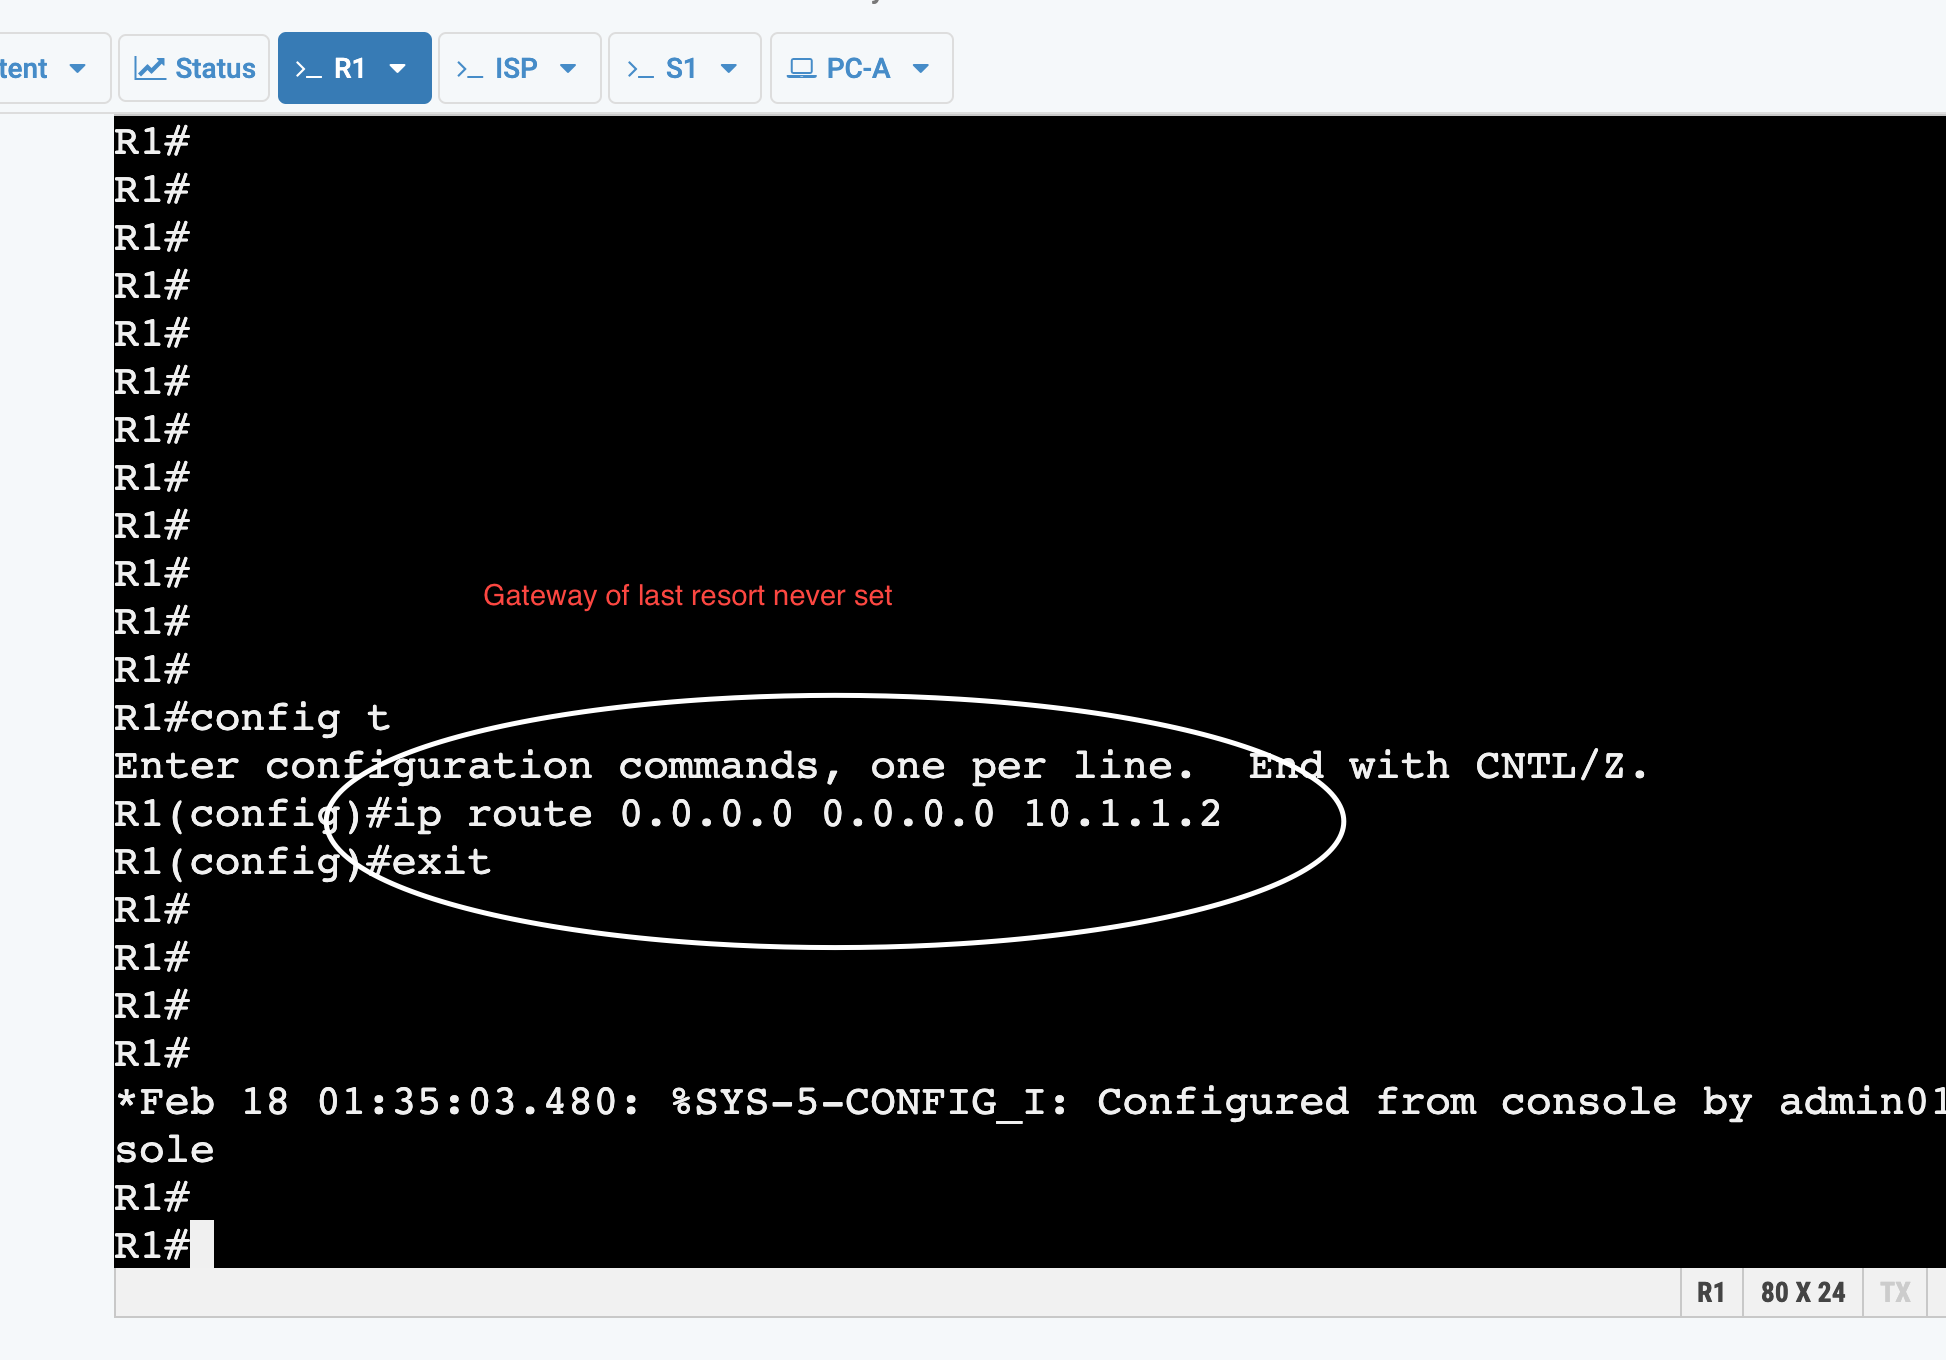 tent
Status
>_ R1
>_ ISP
>_ S1
PC-A
R1#
R1#
R1#
R1#
R1#
R1#
R1#
R1#
R1#
R1#
Gateway of last resort never set
R1#
R1#
R1#config t
Enter configuration commands, one per line.  End with CNTL/Z.
R1(config)#ip route 0.0.0.0 0.0.0.0 10.1.1.2
R1(config)#exit
R1#
R1#
R1#
R1#
*Feb 18 01:35:03.480: %SYS-5-CONFIG_I: Configured from console by admin01
sole
R1#
R1#
R1
80 X 24
TX